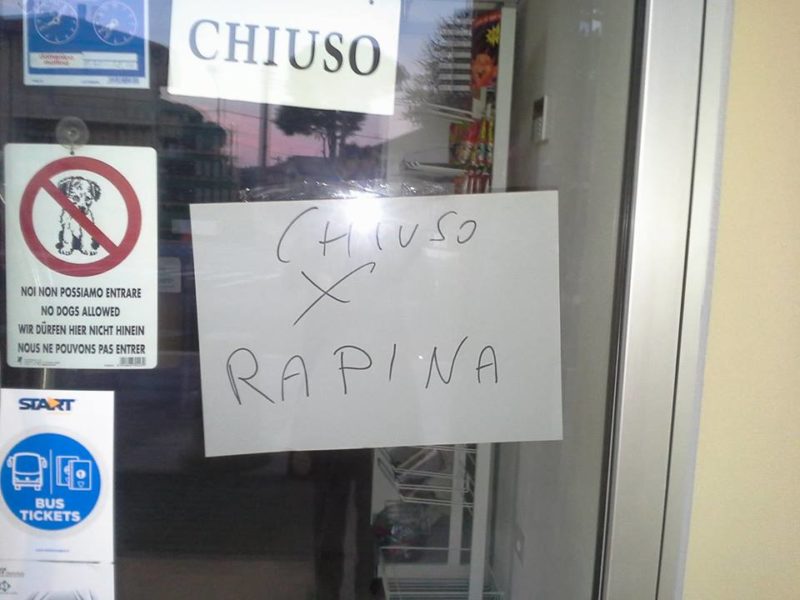 CHIUSO
CHIUSO
X
RAPINA
NOI NON POSSIAMO ENTRARE
NO DOGS ALLOWED
WIR DÜRFEN HIER NICHT HINEIN
NOUS NE POUVONS PAS ENTRER
START
BUS
TICKETS